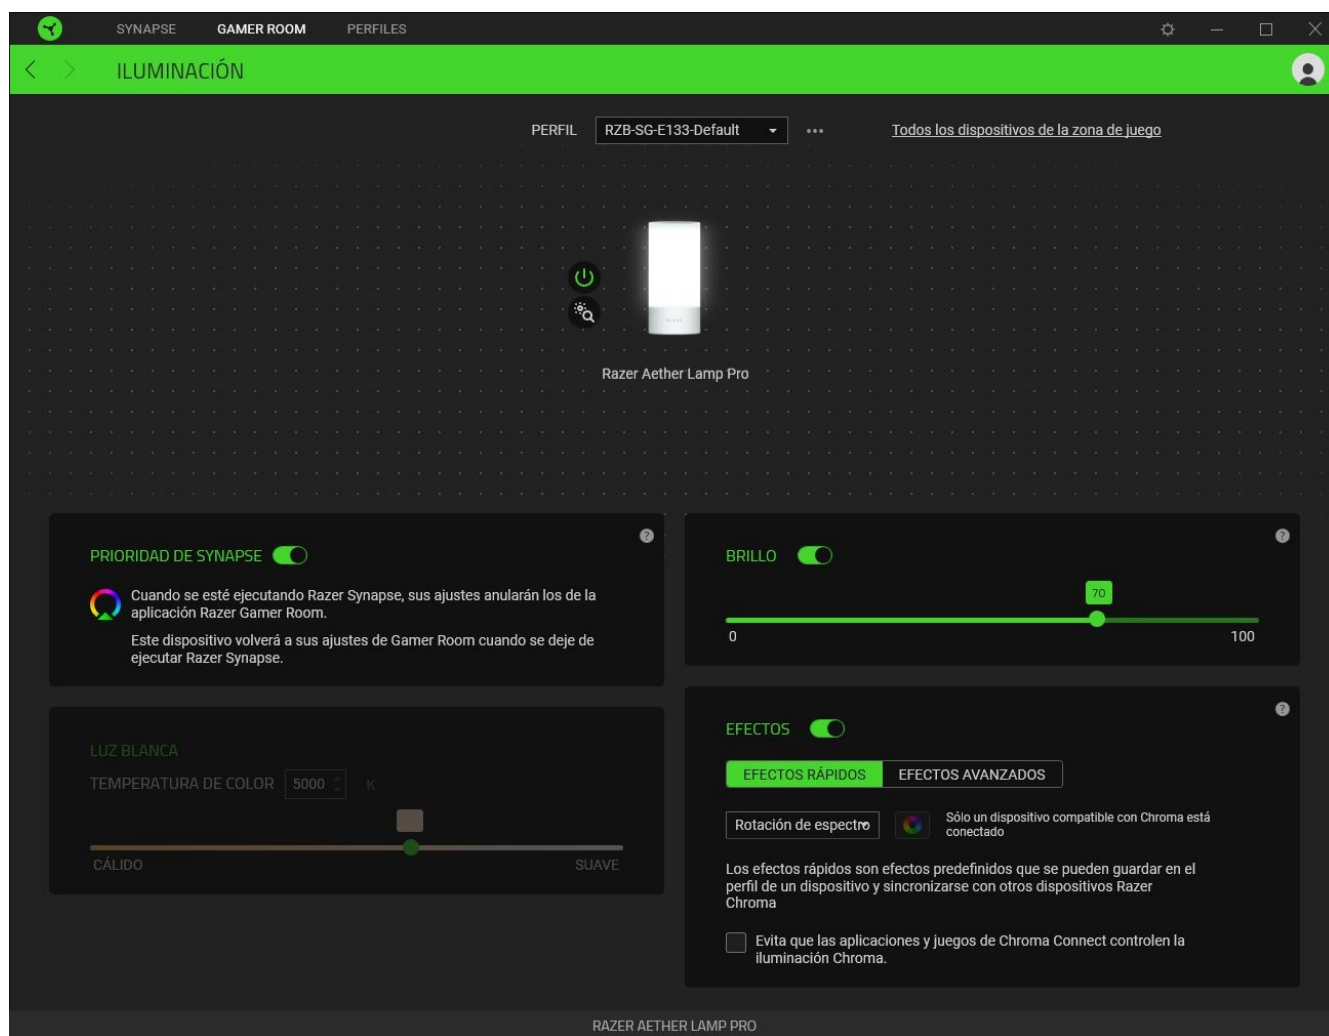 SYNAPSE GAMER ROOM PERFILES
ILUMINACIÓN
PERFIL RZB-SG-E133-Default Todos los dispositivos de la zona de juego
Razer Aether Lamp Pro
PRIORIDAD DE SYNAPSE
Cuando se esté ejecutando Razer Synapse, sus ajustes anularán los de la
aplicación Razer Gamer Room.
Este dispositivo volverá a sus ajustes de Gamer Room cuando se deje de
ejecutar Razer Synapse.
BRILLO
70
0 100
LUZ BLANCA
TEMPERATURA DE COLOR 5000 K
CÁLIDO SUAVE
EFECTOS
EFECTOS RÁPIDOS EFECTOS AVANZADOS
Rotación de espectro
Sólo un dispositivo compatible con Chroma está
conectado
Los efectos rápidos son efectos predefinidos que se pueden guardar en el
perfil de un dispositivo y sincronizarse con otros dispositivos Razer
Chroma
Evita que las aplicaciones y juegos de Chroma Connect controlen la
iluminación Chroma.
RAZER AETHER LAMP PRO